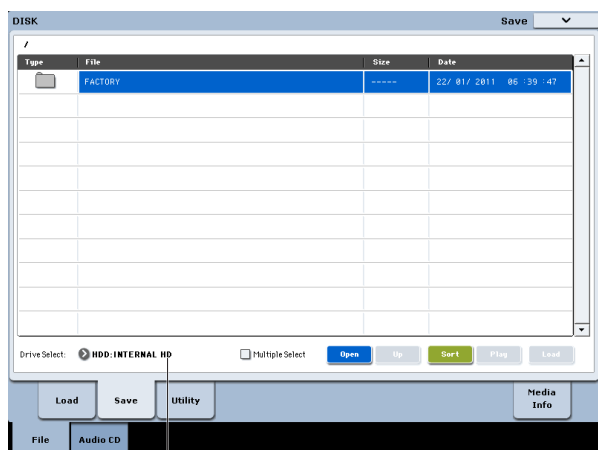 DISK Save
/
Type File Size Date
FACTORY ----- 22/ 01/ 2011 06 :39 :47
Drive Select: HDD:INTERNAL HD Multiple Select Open Up Sort Play Load
Load Save Utility Media Info
File Audio CD